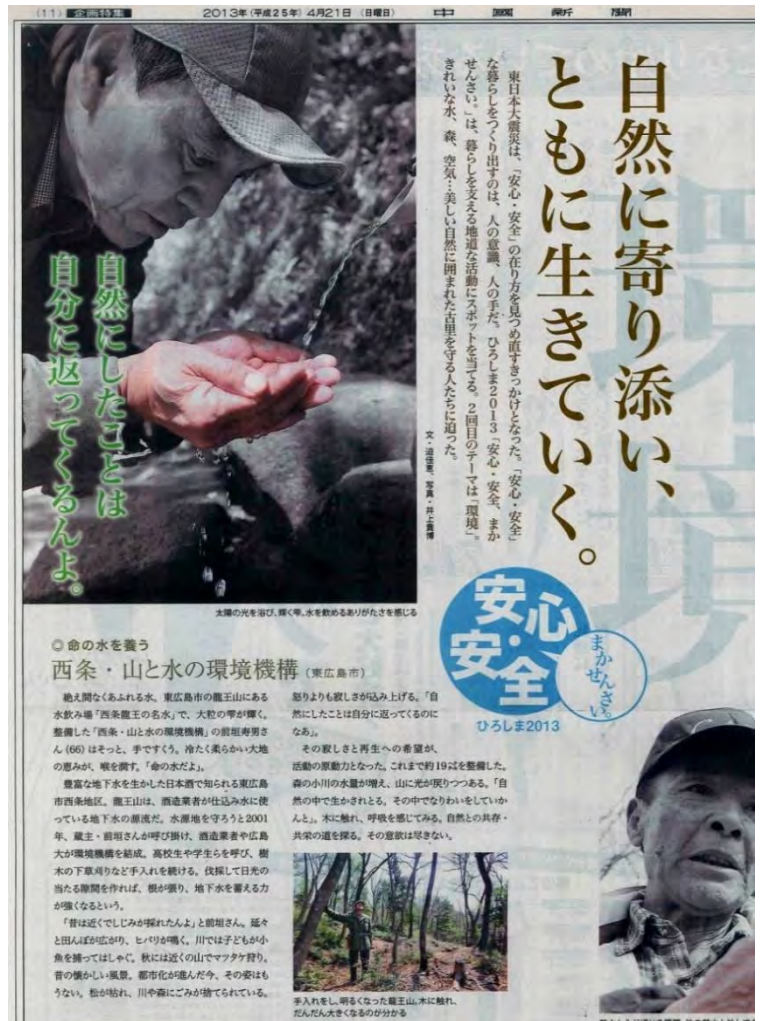 (11) 企画特集
2013年(平成25年)4月21日 (日曜日)
中國新聞
自然に寄り添い、
ともに生きていく。
東日本大震災は、「安心・安全」の在り方を見つめ直すきっかけとなった。「安心・安全」
な暮らしをつくり出すのは、人の意識、人の手だ。ひろしま2013「安心・安全、まか
せんさい。」は、暮らしを支える地道な活動にスポットを当てる。2回目のテーマは「環境」。
きれいな水、森、空気…美しい自然に囲まれた古里を守る人たちに迫った。
文・迫佳恵、写真・井上貴博
自然にしたことは
自分に返ってくるんよ。
太陽の光を浴び、輝く雫。水を飲めるありがたさを感じる
環境
安心
・
安全
まか
せんさい。
ひろしま2013
◎命の水を養う
西条・山と水の環境機構(東広島市)
絶え間なくあふれる水。東広島市の龍王山にある
水飲み場「西条龍王の名水」で、大粒の雫が輝く。
整備した「西条・山と水の環境機構」の前垣寿男さ
ん(66)はそっと、手ですくう。冷たく柔らかい大地
の恵みが、喉を潤す。「命の水だよ」。
豊富な地下水を生かした日本酒で知られる東広島
市西条地区。龍王山は、酒造業者が仕込み水に使
っている地下水の源流だ。水源地を守ろうと2001
年、蔵主・前垣さんが呼び掛け、酒造業者や広島
大が環境機構を結成。高校生や学生らを呼び、樹
木の下草刈りなど手入れを続ける。伐採して日光の
当たる隙間を作れば、根が張り、地下水を蓄える力
が強くなるという。
「昔は近くでしじみが採れたんよ」と前垣さん。延々
と田んぼが広がり、ヒバリが鳴く。川では子どもが小
魚を捕ってはしゃぐ。秋には近くの山でマツタケ狩り。
昔の懐かしい風景。都市化が進んだ今、その姿はも
うない。松が枯れ、川や森にごみが捨てられている。
怒りよりも寂しさが込み上げる。「自
然にしたことは自分に返ってくるのに
なあ」。
その寂しさと再生への希望が、
活動の原動力となった。これまで約19㌶を整備した。
森の小川の水量が増え、山に光が戻りつつある。「自
然の中で生かされとる。その中でなりわいをしていか
んと」。木に触れ、呼吸を感じてみる。自然との共存・
共栄の道を探る。その意欲は尽きない。
手入れをし、明るくなった龍王山。木に触れ、
だんだん大きくなるのが分かる